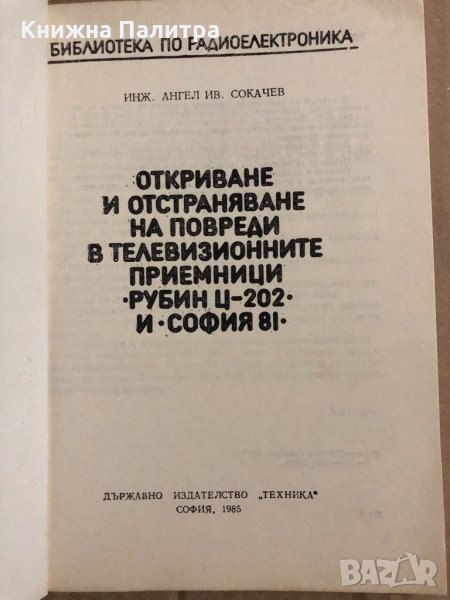 Книжна Палитра
БИБЛИОТЕКА ПО РАДИОЕЛЕКТРОНИКА
ИНЖ. АНГЕЛ ИВ. СОКАЧЕВ
ОТКРИВАНЕ
И ОТСТРАНЯВАНЕ
НА ПОВРЕДИ
В ТЕЛЕВИЗИОННИТЕ
ПРИЕМНИЦИ
·РУБИН Ц-202·
И ·СОФИЯ 81·
ДЪРЖАВНО ИЗДАТЕЛСТВО „ТЕХНИКА“
СОФИЯ, 1985
BAZAR